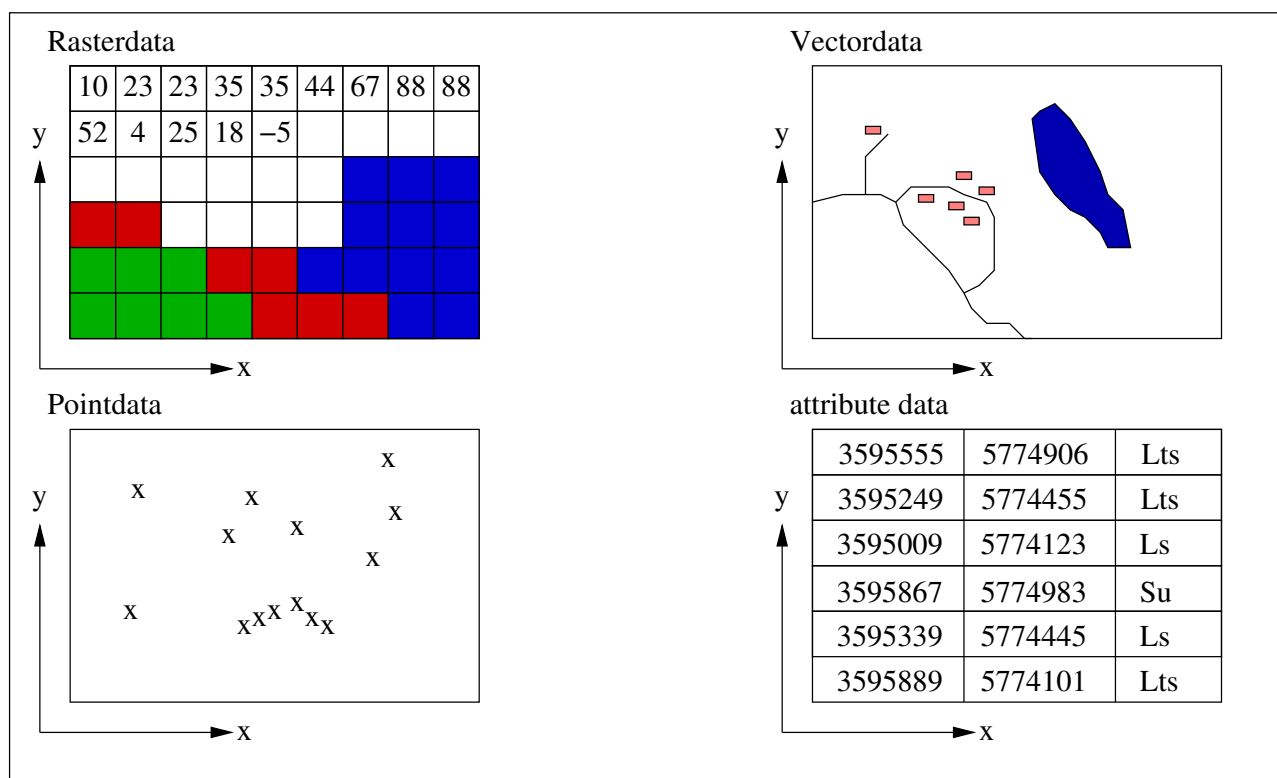 Rasterdata
10 23 23 35 35 44 67 88 88
52 4 25 18 −5
y
x
Vectordata
y
x
Pointdata
x
x
x
x
x
x
x
x
x x x x x x
y
x
attribute data
3595555 5774906 Lts
3595249 5774455 Lts
3595009 5774123 Ls
3595867 5774983 Su
3595339 5774445 Ls
3595889 5774101 Lts
y
x